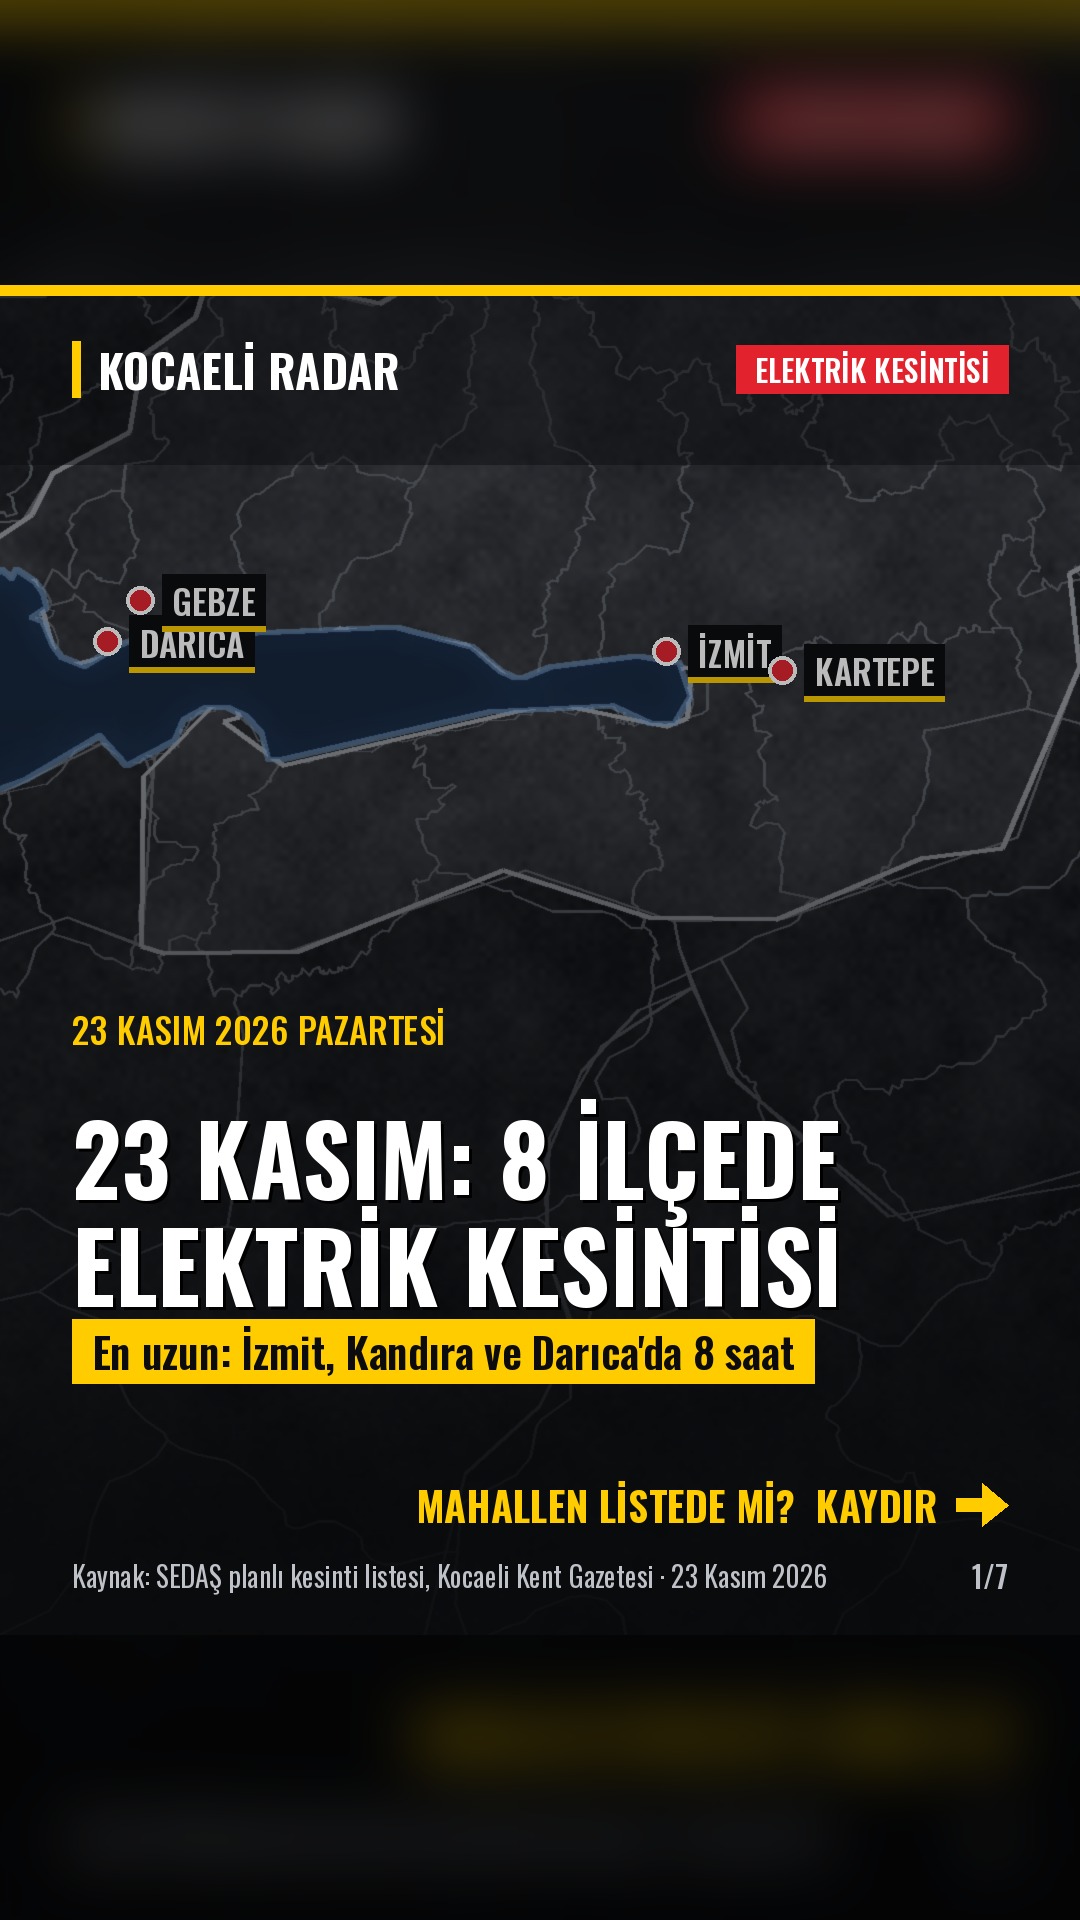 KOCAELİ RADAR
ELEKTRİK KESİNTİSİ
GEBZE
DARICA
İZMİT
KARTEPE
23 KASIM 2026 PAZARTESİ
23 KASIM: 8 İLÇEDE
ELEKTRİK KESİNTİSİ
En uzun: İzmit, Kandıra ve Darıca'da 8 saat
MAHALLEN LİSTEDE Mİ? KAYDIR
Kaynak: SEDAŞ planlı kesinti listesi, Kocaeli Kent Gazetesi · 23 Kasım 2026
1/7